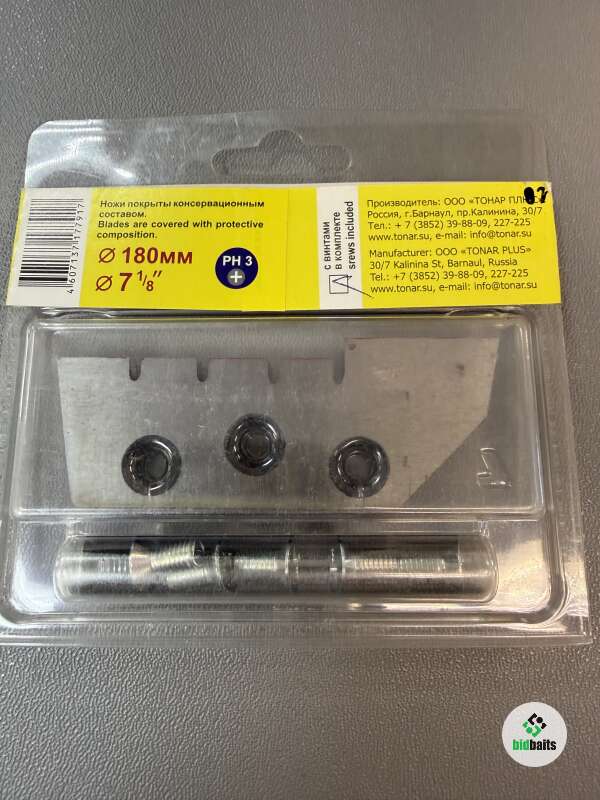 Ножи покрыты консервационным
составом.
Blades are covered with protective
composition.
Ø 180мм
Ø 7 1/8"
PH 3
4607137177917
с винтами
в комплекте
srews included
Производитель: ООО «ТОНАР ПЛЮС»
Россия, г.Барнаул, пр.Калинина, 30/7
Тел.: + 7 (3852) 39-88-09, 227-225
www.tonar.su, e-mail: info@tonar.su
Manufacturer: OOO «TONAR PLUS»
30/7 Kalinina St, Barnaul, Russia
Tel.: +7 (3852) 39-88-09, 227-225
www.tonar.su, e-mail: info@tonar.su
bidbaits